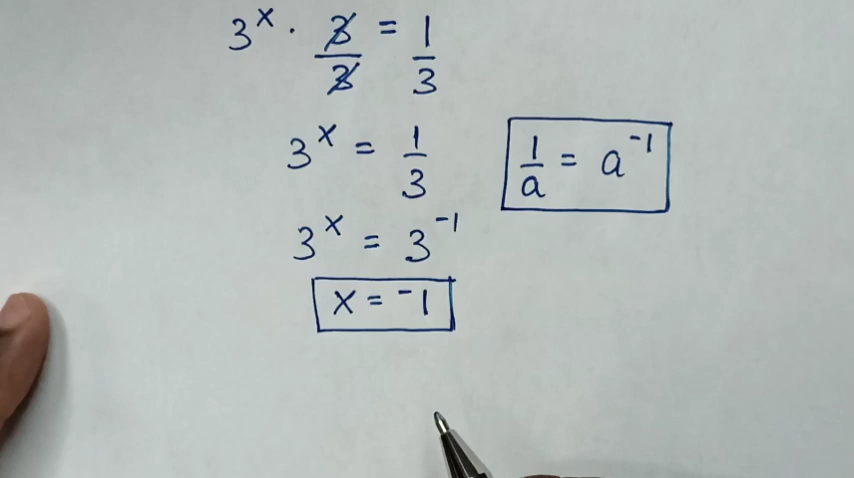 3^x · 3/3 = 1/3
3^x = 1/3
1/a = a^-1
3^x = 3^-1
x = -1